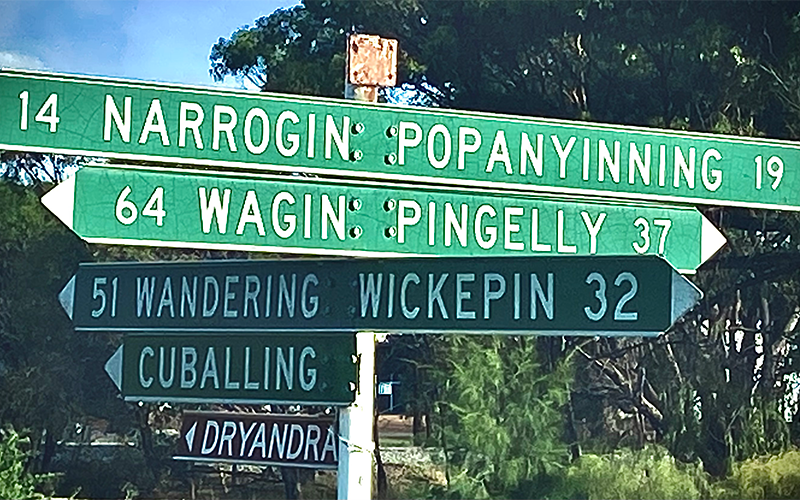 14 NARROGIN POPANYINNING 19
64 WAGIN PINGELLY 37
51 WANDERING WICKEPIN 32
CUBALLING
DRYANDRA